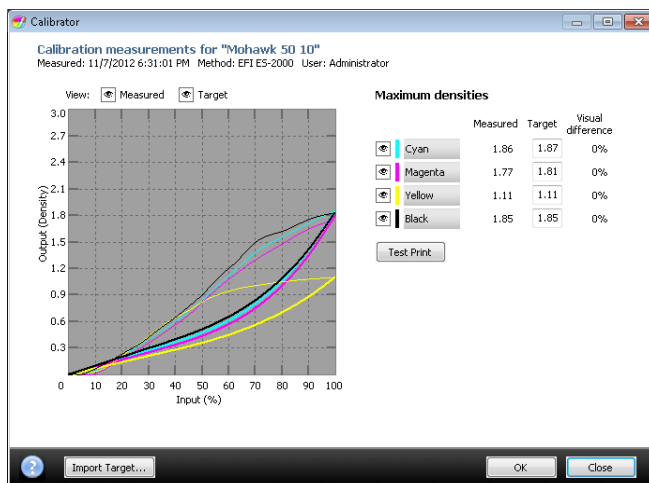 Calibrator
Calibration measurements for "Mohawk 50 10"
Measured: 11/7/2012 6:31:01 PM Method: EFI ES-2000 User: Administrator
View: Measured Target
Maximum densities
Measured Target Visual difference
Cyan 1.86 1.87 0%
Magenta 1.77 1.81 0%
Yellow 1.11 1.11 0%
Black 1.85 1.85 0%
Test Print
Output (Density)
3.0
2.7
2.4
2.1
1.8
1.5
1.2
0.9
0.6
0.3
0 10 20 30 40 50 60 70 80 90 100
Input (%)
?
Import Target...
OK
Close